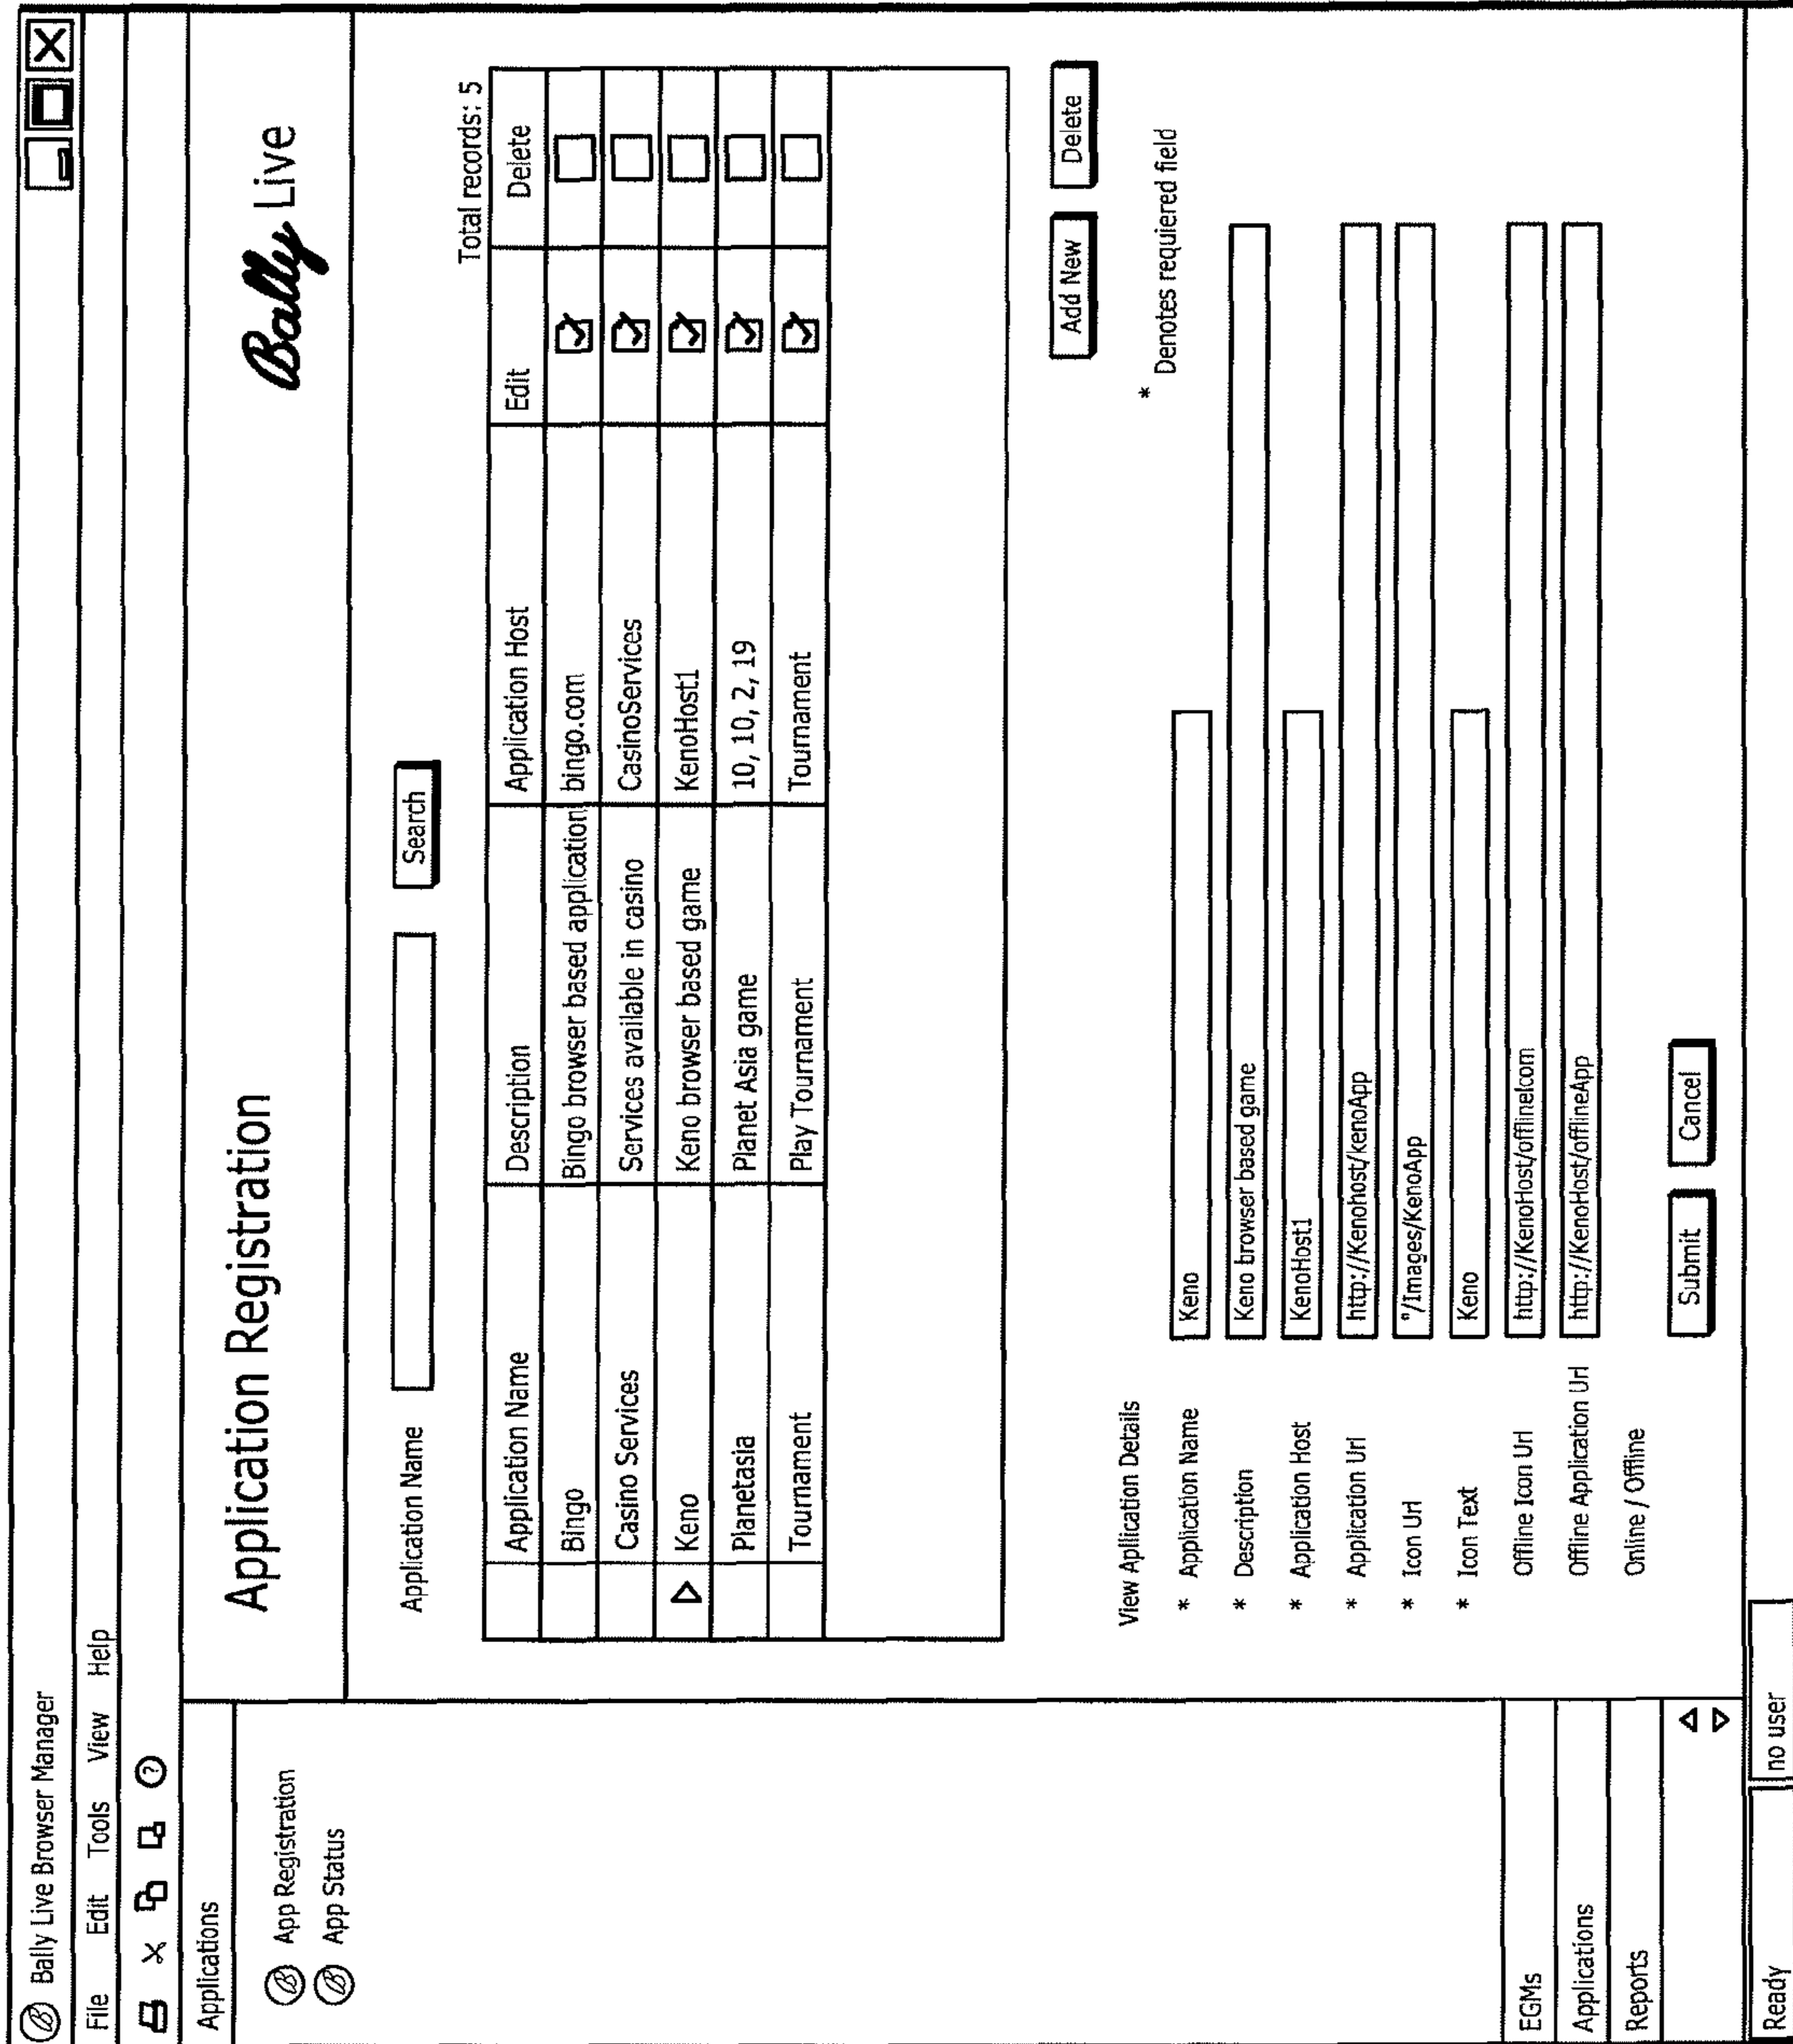 Bally Live Browser Manager
File Edit Tools View Help
Applications
App Registration
App Status
EGMs
Applications
Reports
Application Registration
Bally Live
Application Name Search
Total records: 5
Application Name Description Application Host Edit Delete
Bingo Bingo browser based application bingo.com
Casino Services Services available in casino CasinoServices
Keno Keno browser based game KenoHost1
Planetasia Planet Asia game 10, 10, 2, 19
Tournament Play Tournament Tournament
Add New Delete
View Apllication Details
* Denotes requiered field
* Application Name Keno
* Description Keno browser based game
* Application Host KenoHost1
* Application Url http://Kenohost/kenoApp
* Icon Url "/Images/KenoApp
* Icon Text Keno
Offline Icon Url http://KenoHost/offlinelcom
Offline Application Url http://KenoHost/offlineApp
Online / Offline
Submit Cancel
Ready no user